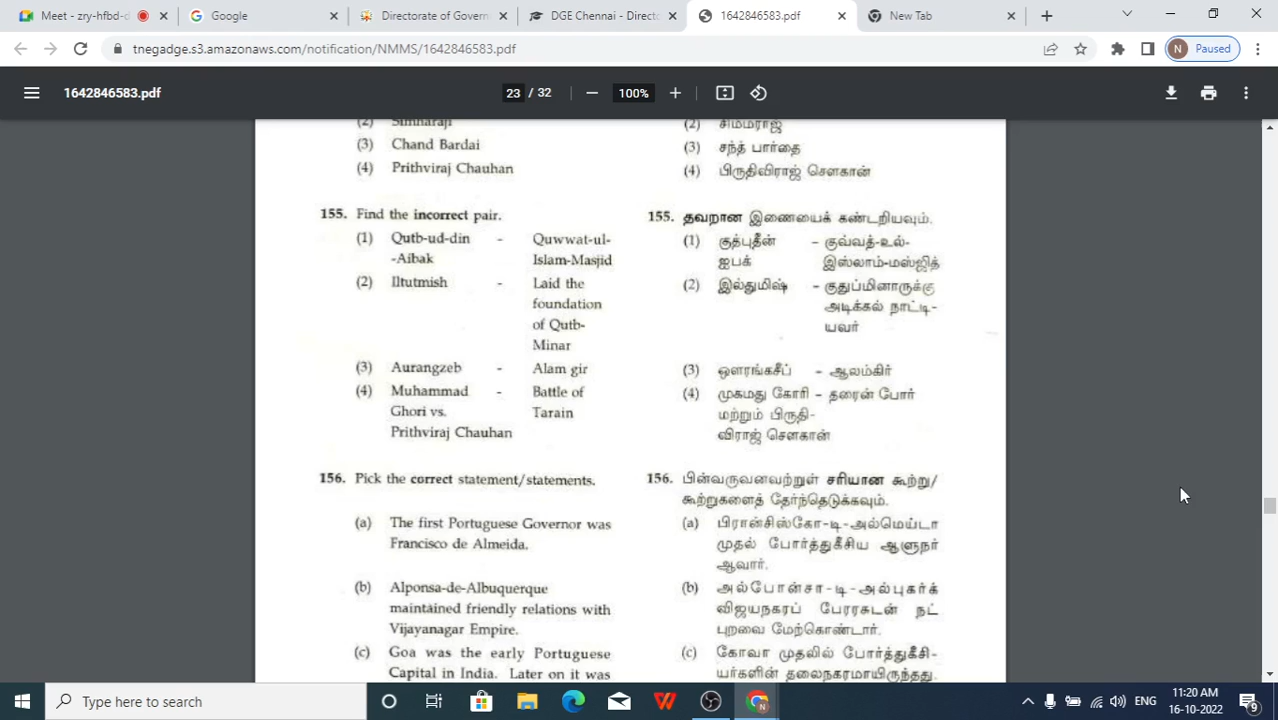 Meet - zry-hfbd-d
Google
Directorate of Govern
DGE Chennai - Direct
1642846583.pdf
New Tab
tnegadge.s3.amazonaws.com/notification/NMMS/1642846583.pdf
N Paused
1642846583.pdf
23 / 32
100%
(2) Simharaji
(3) Chand Bardai
(4) Prithviraj Chauhan
155. Find the incorrect pair.
(1) Qutb-ud-din - Quwwat-ul-
-Aibak Islam-Masjid
(2) Iltutmish - Laid the
foundation
of Qutb-
Minar
(3) Aurangzeb - Alam gir
(4) Muhammad - Battle of
Ghori vs. Tarain
Prithviraj Chauhan
156. Pick the correct statement/statements.
(a) The first Portuguese Governor was
Francisco de Almeida.
(b) Alponsa-de-Albuquerque
maintained friendly relations with
Vijayanagar Empire.
(c) Goa was the early Portuguese
Capital in India. Later on it was
(2) சிம்மராஜ்
(3) சந்த் பார்தை
(4) பிருதிவிராஜ் சௌகான்
155. தவறான இணையைக் கண்டறியவும்.
(1) குத்புதீன் - குவ்வத்-உல்-
ஐபக் இஸ்லாம்-மஸ்ஜித்
(2) இல்துமிஷ் - குதுப்மினாருக்கு
அடிக்கல் நாட்டி-
யவர்
(3) ஔரங்கசீப் - ஆலம்கிர்
(4) முகமது கோரி - தரைன் போர்
மற்றும் பிருதி-
விராஜ் சௌகான்
156. பின்வருவனவற்றுள் சரியான கூற்று/
கூற்றுகளைத் தேர்ந்தெடுக்கவும்.
(a) பிரான்சிஸ்கோ-டி-அல்மெய்டா
முதல் போர்த்துகீசிய ஆளுநர்
ஆவார்.
(b) அல்போன்சா-டி-அல்புகர்க்
விஜயநகரப் பேரரசுடன் நட்
புறவை மேற்கொண்டார்.
(c) கோவா முதலில் போர்த்துகீசி-
யர்களின் தலைநகரமாயிருந்தது.
Type here to search
ENG
11:20 AM
16-10-2022
9